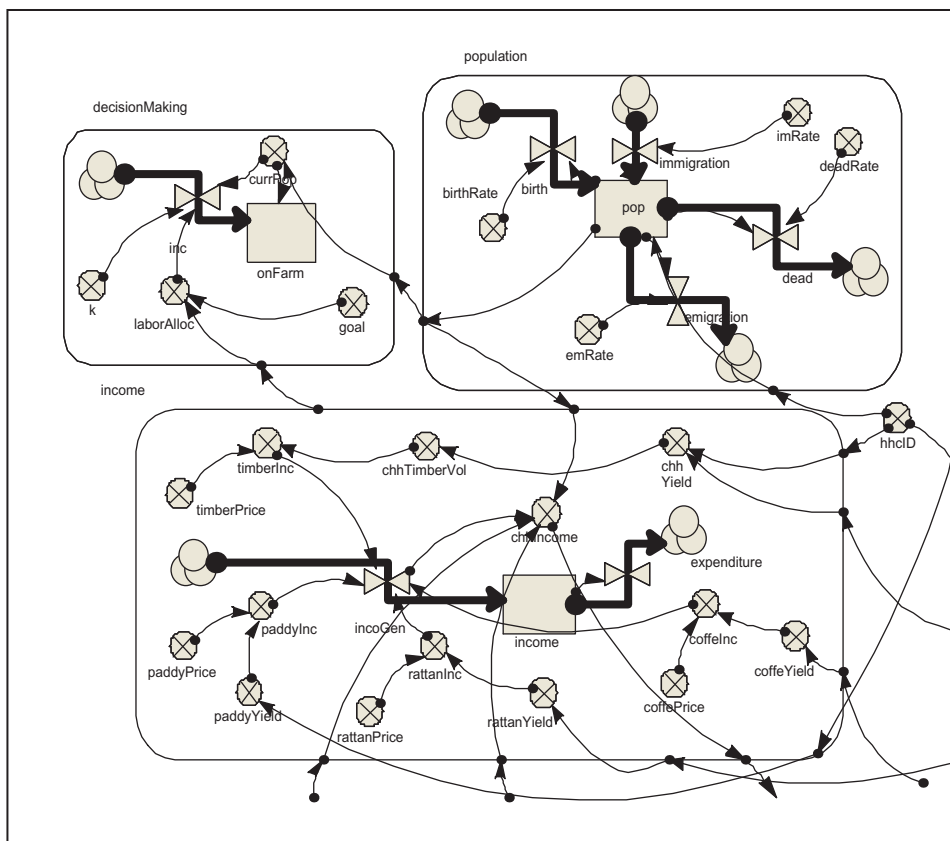 population
decisionMaking
imRate
deadRate
immigration
currPop
birthRate
birth
pop
inc
onFarm
dead
k
laborAlloc
goal
emigration
emRate
income
hhcID
timberInc
chhTimberVol
chh
Yield
timberPrice
chhIncome
expenditure
paddyInc
incoGen
income
coffeInc
paddyPrice
rattanInc
coffeYield
paddyYield
rattanPrice
rattanYield
coffePrice